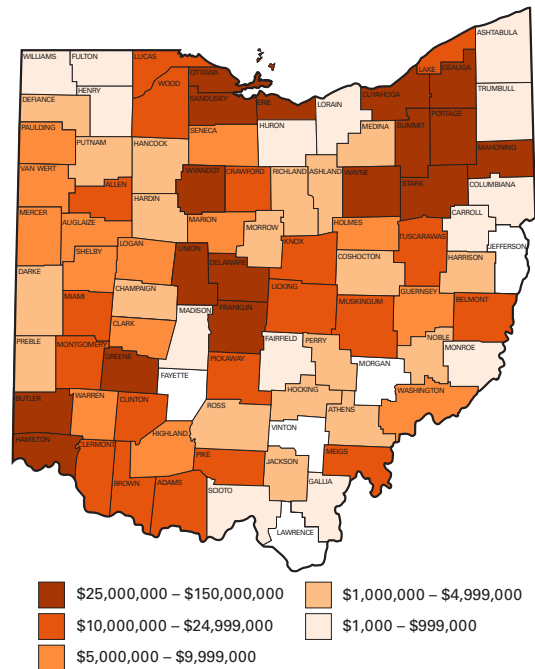 ASHTABULA
WILLIAMS FULTON LUCAS
OTTAWA LAKE GEAUGA
WOOD
HENRY TRUMBULL
DEFIANCE SANDUSKY ERIE LORAIN CUYAHOGA
PORTAGE
PAULDING SENECA HURON MEDINA SUMMIT
PUTNAM HANCOCK MAHONING
VAN WERT WYANDOT CRAWFORD RICHLAND ASHLAND WAYNE
ALLEN STARK COLUMBIANA
HARDIN
MERCER CARROLL
AUGLAIZE MARION MORROW HOLMES
TUSCARAWAS
LOGAN KNOX JEFFERSON
SHELBY UNION COSHOCTON HARRISON
DARKE DELAWARE
CHAMPAIGN LICKING
MIAMI MUSKINGUM GUERNSEY BELMONT
MADISON FRANKLIN
CLARK
PREBLE MONTGOMERY FAIRFIELD PERRY NOBLE
GREENE PICKAWAY MONROE
FAYETTE MORGAN
HOCKING WASHINGTON
BUTLER WARREN CLINTON
ROSS ATHENS
HAMILTON CLERMONT HIGHLAND VINTON
PIKE MEIGS
JACKSON
BROWN ADAMS GALLIA
SCIOTO
LAWRENCE
$25,000,000 – $150,000,000
$10,000,000 – $24,999,000
$5,000,000 – $9,999,000
$1,000,000 – $4,999,000
$1,000 – $999,000